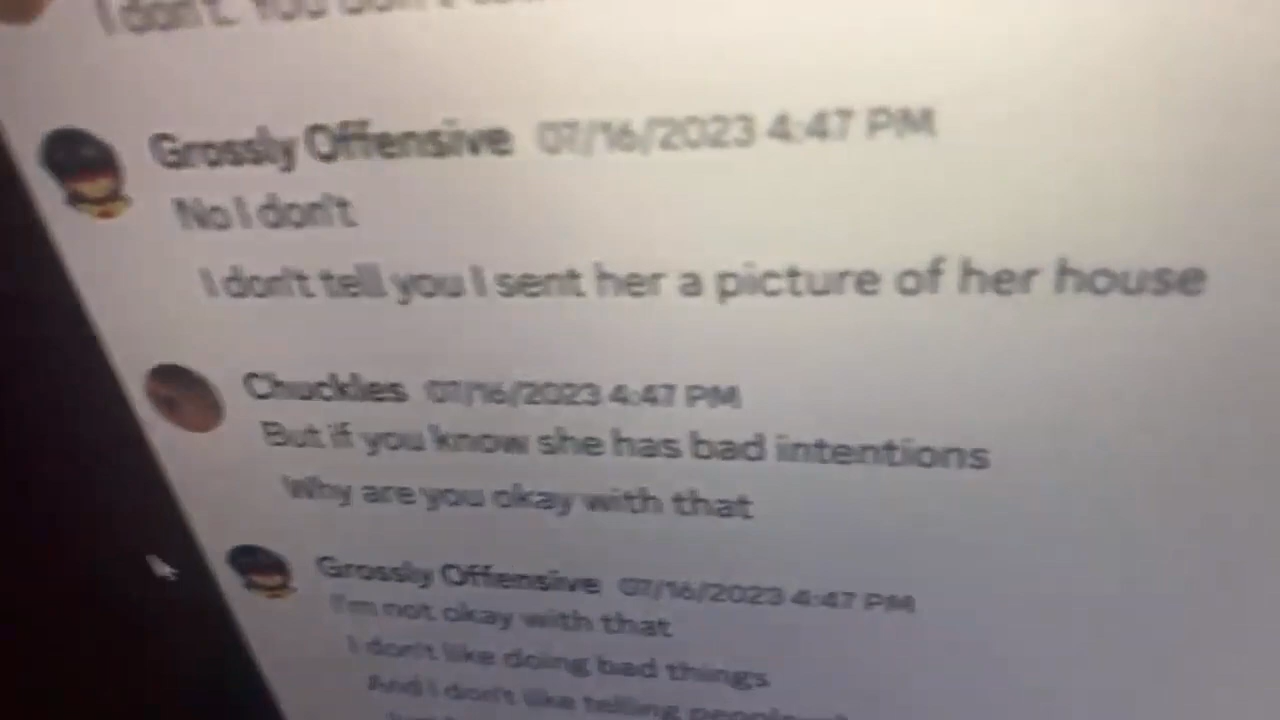 I don't. You don't
Grossly Offensive 07/16/2023 4:47 PM
No I don't
I don't tell you I sent her a picture of her house
Chuckles 07/16/2023 4:47 PM
But if you know she has bad intentions
Why are you okay with that
Grossly Offensive 07/16/2023 4:47 PM
I'm not okay with that
I don't like doing bad things
And I don't like telling